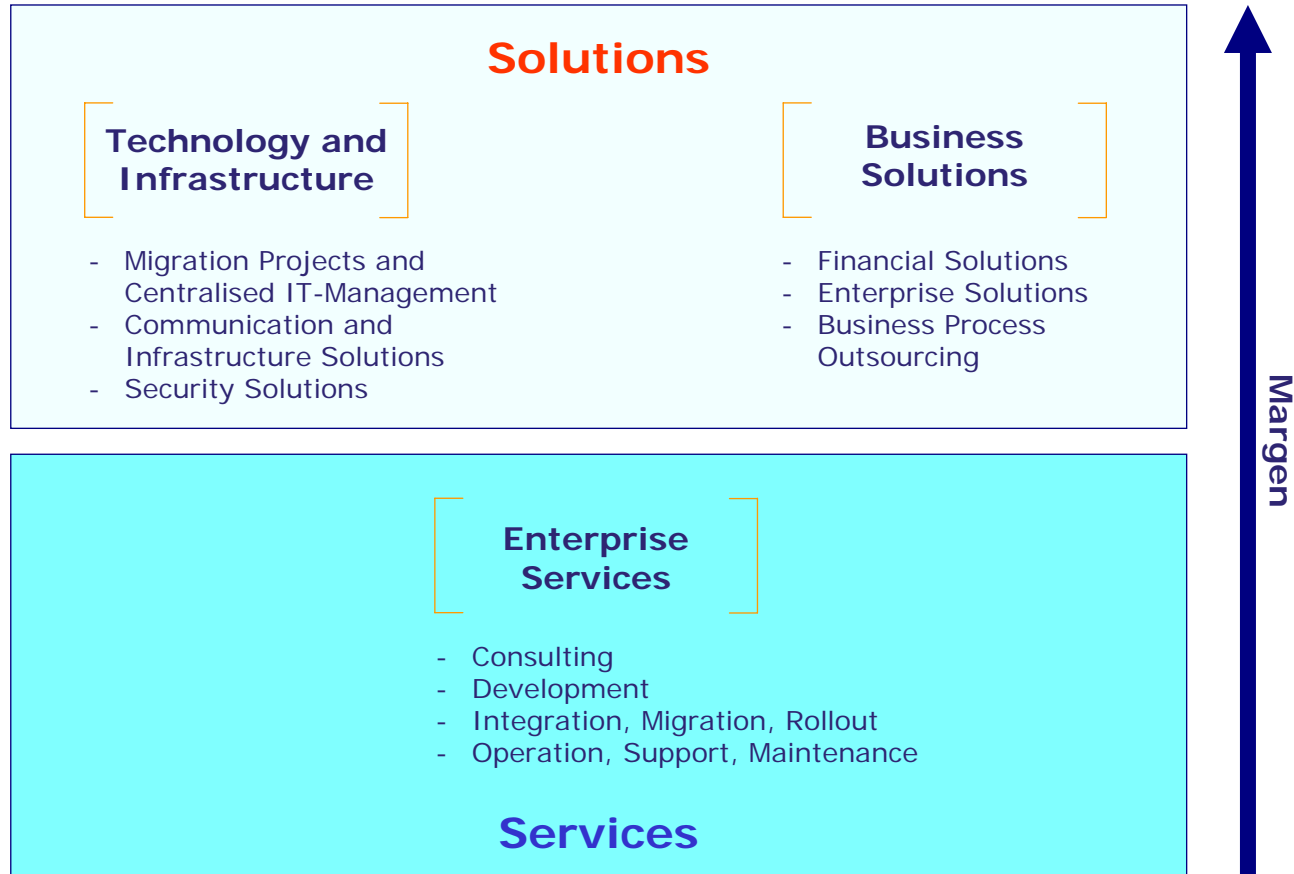 Solutions
Technology and
Infrastructure
- Migration Projects and
Centralised IT-Management
- Communication and
Infrastructure Solutions
- Security Solutions
Business
Solutions
- Financial Solutions
- Enterprise Solutions
- Business Process
Outsourcing
Margen
Enterprise
Services
- Consulting
- Development
- Integration, Migration, Rollout
- Operation, Support, Maintenance
Services